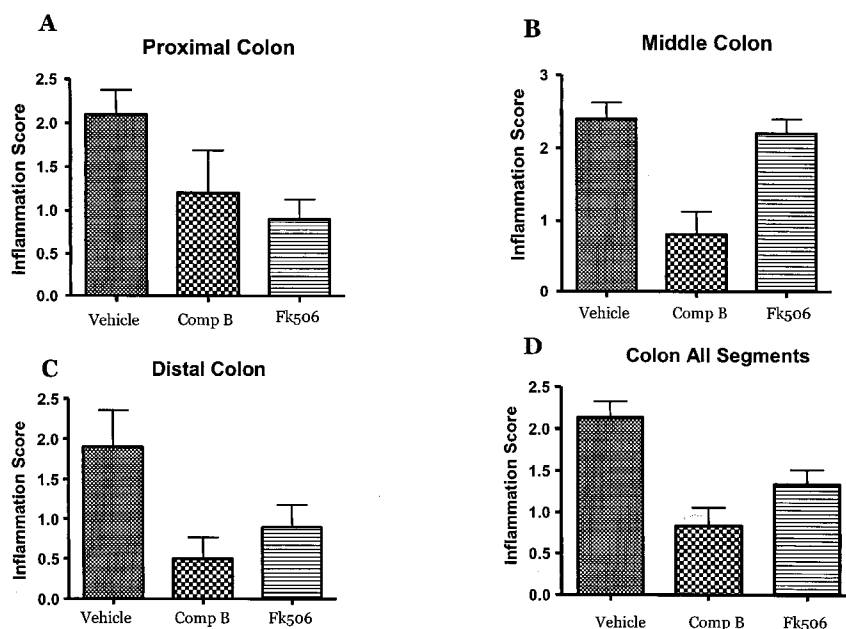 A
Proximal Colon
Inflammation Score
2.5
2.0
1.5
1.0
0.5
0.0
Vehicle Comp B Fk506
B
Middle Colon
Inflammation Score
3
2
1
0
Vehicle Comp B Fk506
C
Distal Colon
Inflammation Score
2.5
2.0
1.5
1.0
0.5
0.0
Vehicle Comp B Fk506
D
Colon All Segments
Inflammation Score
2.5
2.0
1.5
1.0
0.5
0.0
Vehicle Comp B Fk506